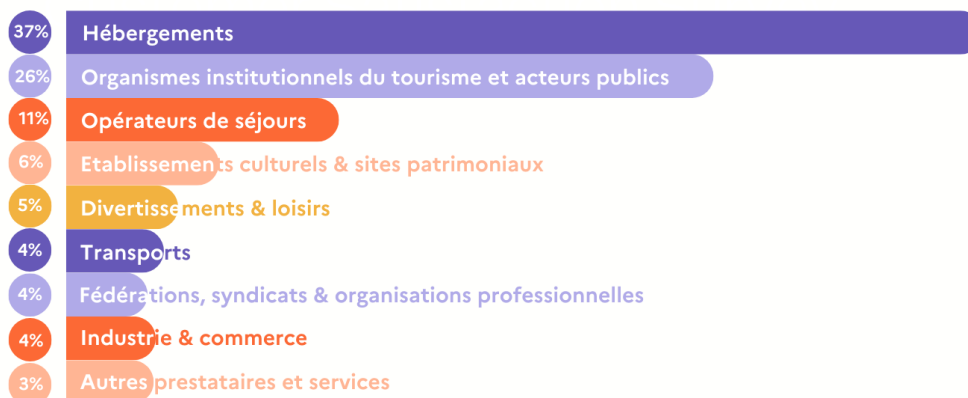 37% Hébergements
26% Organismes institutionnels du tourisme et acteurs publics
11% Opérateurs de séjours
6% Etablissements culturels & sites patrimoniaux
5% Divertissements & loisirs
4% Transports
4% Fédérations, syndicats & organisations professionnelles
4% Industrie & commerce
3% Autres prestataires et services